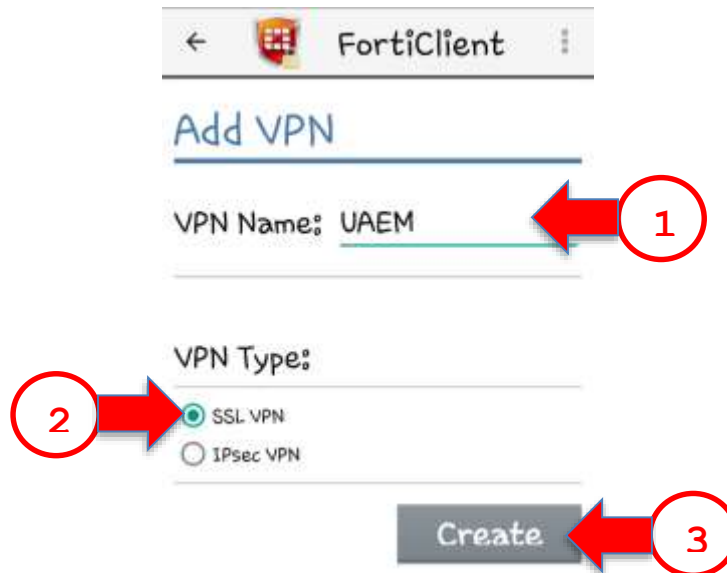 FortiClient
Add VPN
VPN Name: UAEM
1
VPN Type:
2
SSL VPN
IPsec VPN
Create
3